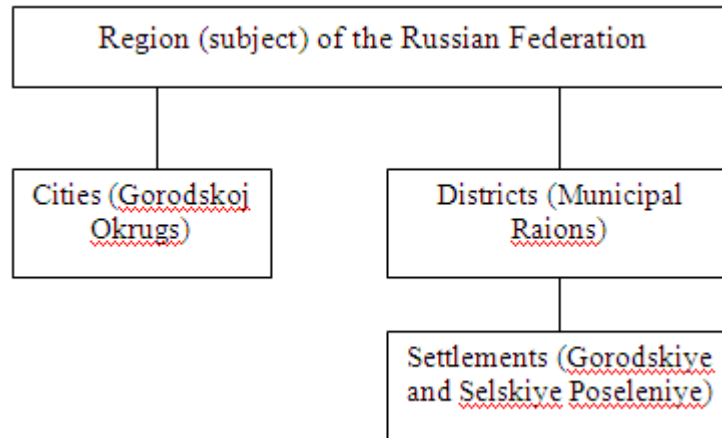 Region (subject) of the Russian Federation
Cities (Gorodskoj
Okrugs)
Districts (Municipal
Raions)
Settlements (Gorodskiye
and Selskiye Poseleniye)